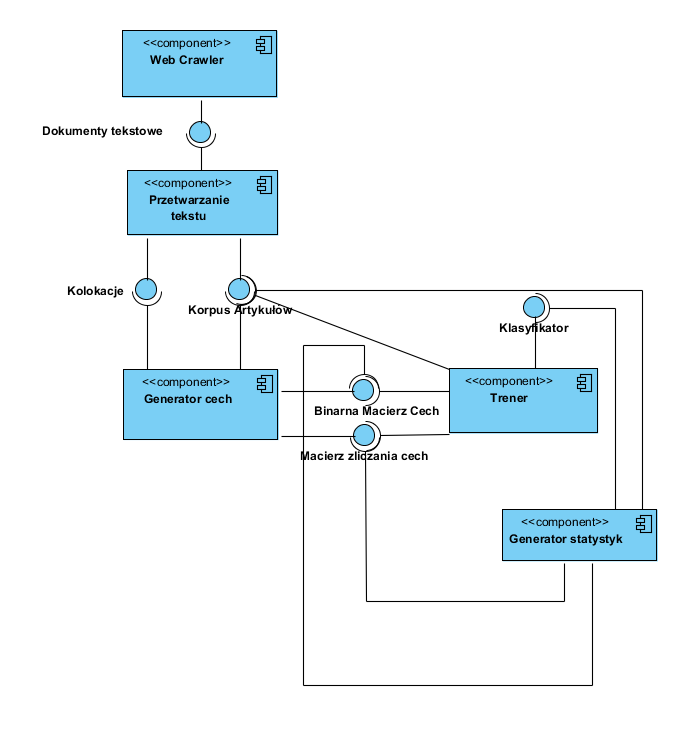 <<component>>
Web Crawler
Dokumenty tekstowe
<<component>>
Przetwarzanie
tekstu
Kolokacje
Korpus Artykułów
Klasyfikator
<<component>>
Generator cech
<<component>>
Trener
Binarna Macierz Cech
Macierz zliczania cech
<<component>>
Generator statystyk